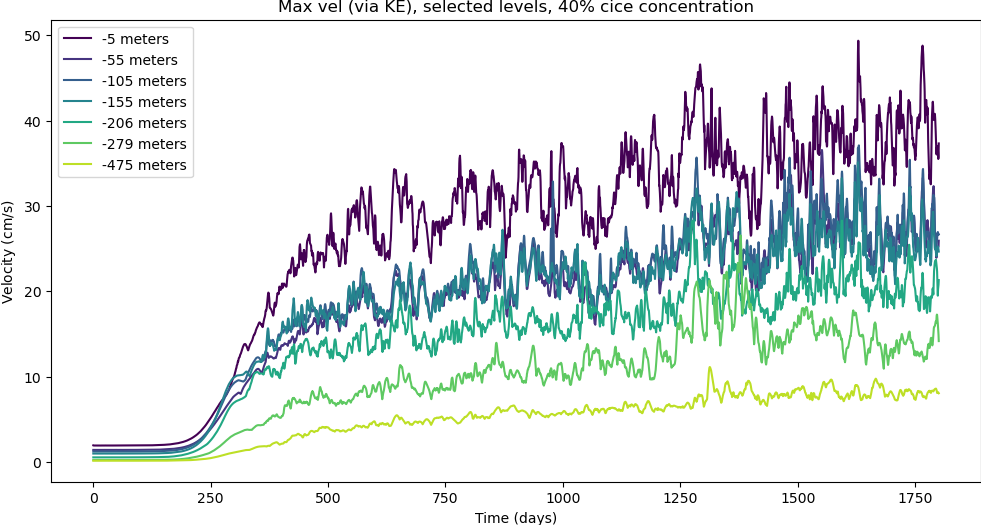 Max vel (via KE), selected levels, 40% cice concentration
50
40
30
20
10
0
Velocity (cm/s)
-5 meters
-55 meters
-105 meters
-155 meters
-206 meters
-279 meters
-475 meters
0 250 500 750 1000 1250 1500 1750
Time (days)